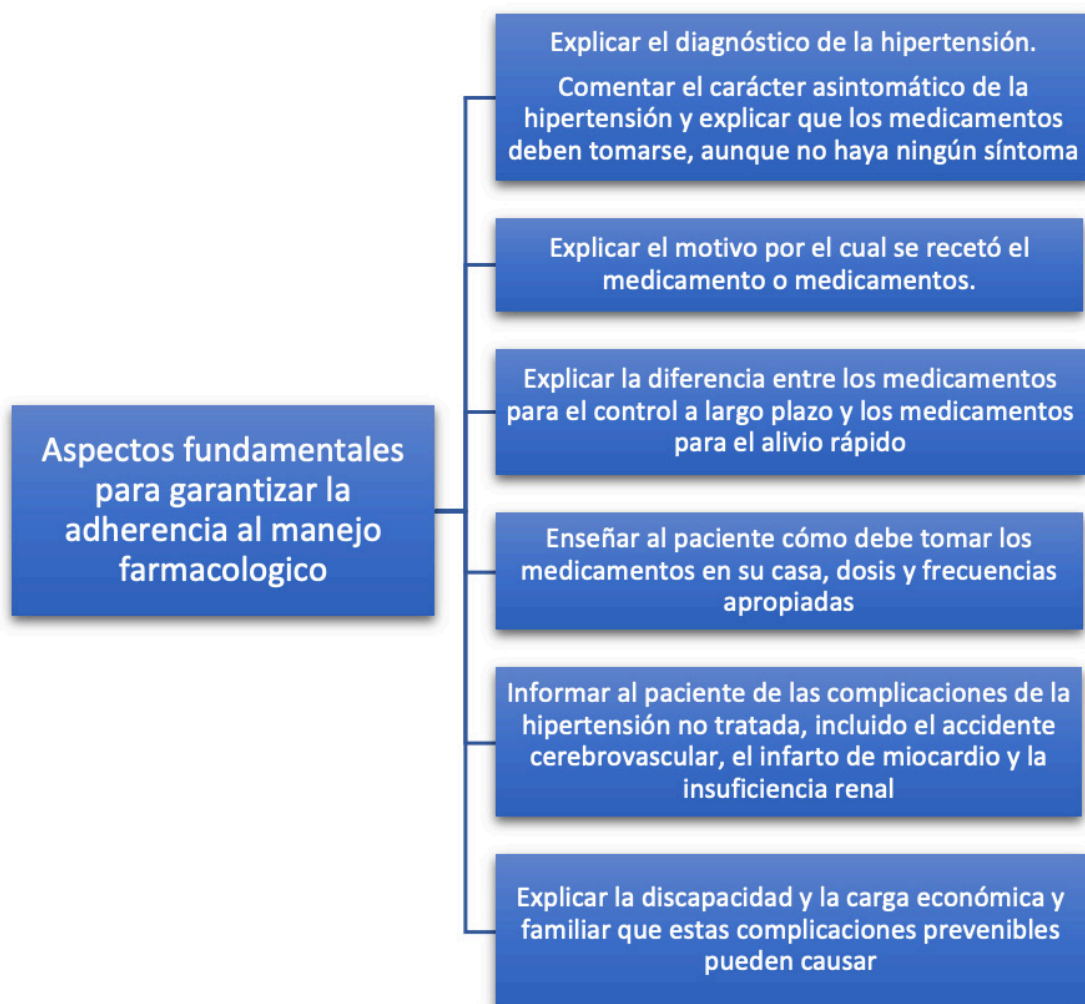 Explicar el diagnóstico de la hipertensión.
Comentar el carácter asintomático de la
hipertensión y explicar que los medicamentos
deben tomarse, aunque no haya ningún síntoma
Explicar el motivo por el cual se recetó el
medicamento o medicamentos.
Explicar la diferencia entre los medicamentos
para el control a largo plazo y los medicamentos
para el alivio rápido
Aspectos fundamentales
para garantizar la
adherencia al manejo
farmacologico
Enseñar al paciente cómo debe tomar los
medicamentos en su casa, dosis y frecuencias
apropiadas
Informar al paciente de las complicaciones de la
hipertensión no tratada, incluido el accidente
cerebrovascular, el infarto de miocardio y la
insuficiencia renal
Explicar la discapacidad y la carga económica y
familiar que estas complicaciones prevenibles
pueden causar